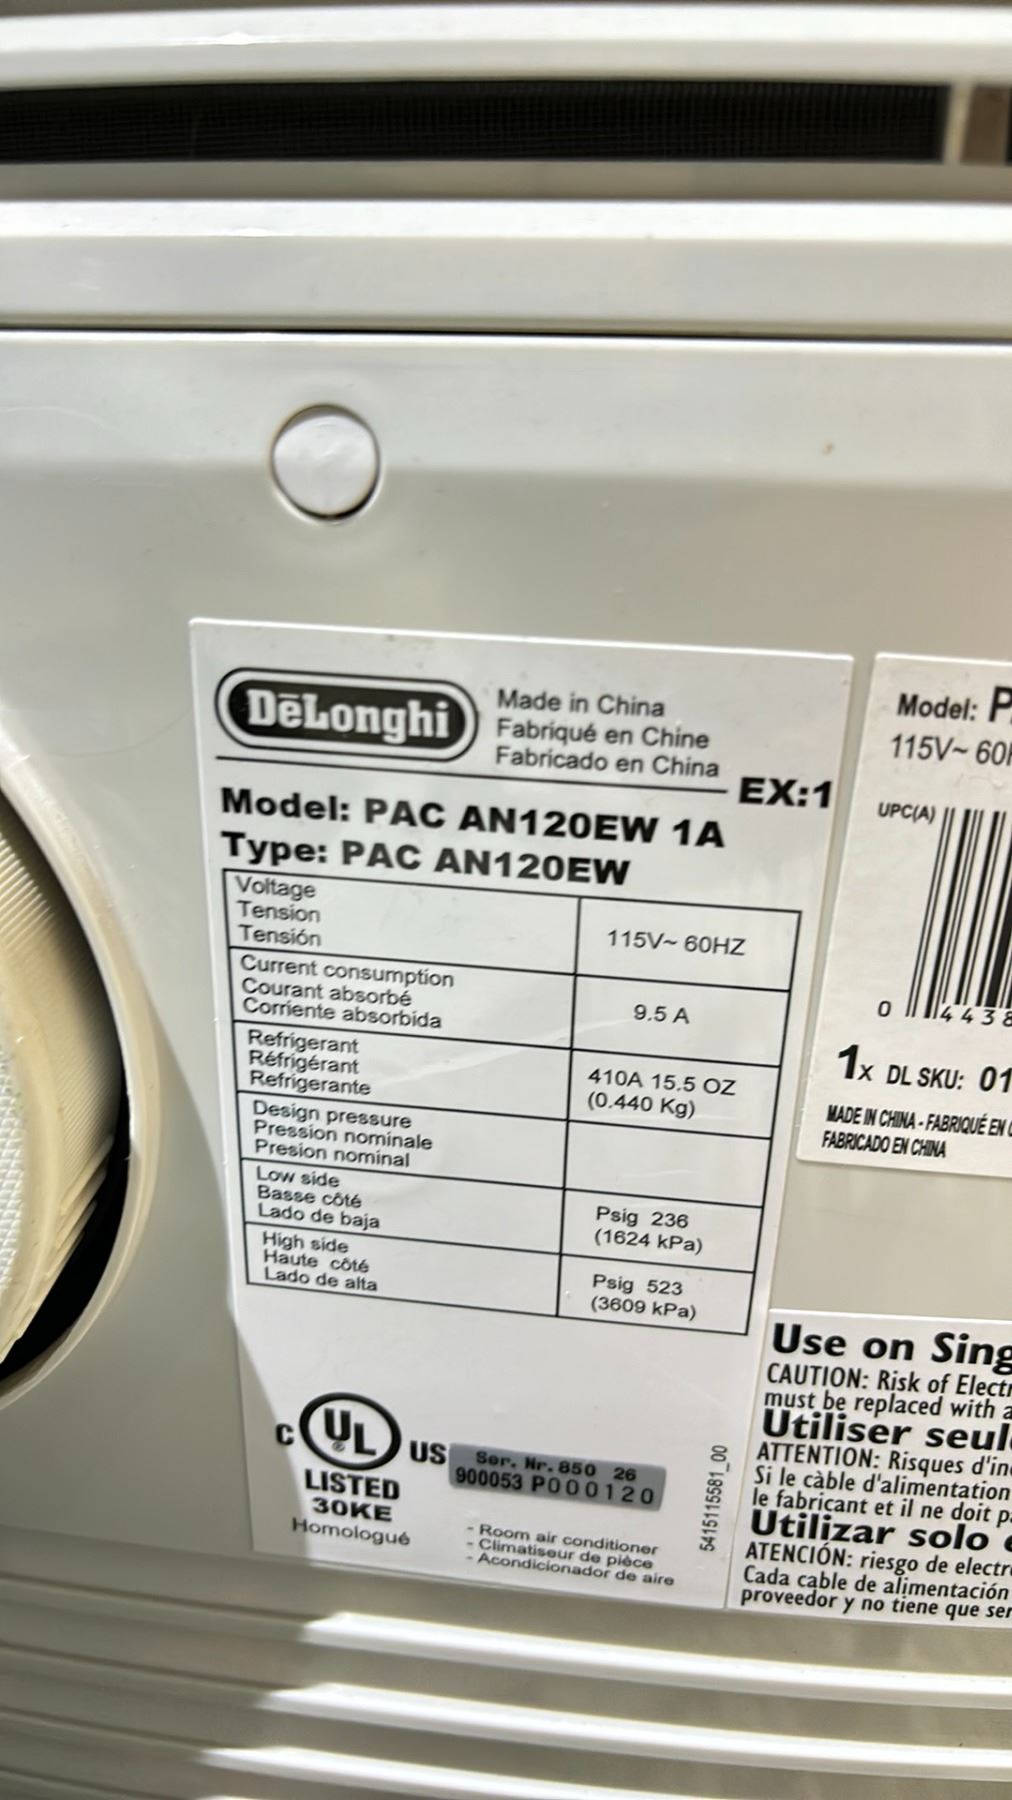 DēLonghi
Made in China
Fabriqué en Chine
Fabricado en China
EX:1
Model: PAC AN120EW 1A
Type: PAC AN120EW
Voltage
Tension
Tensión
115V~ 60HZ
Current consumption
Courant absorbé
Corriente absorbida
9.5 A
Refrigerant
Réfrigérant
Refrigerante
410A 15.5 OZ
(0.440 Kg)
Design pressure
Pression nominale
Presion nominal
Low side
Basse côté
Lado de baja
Psig 236
(1624 kPa)
High side
Haute côté
Lado de alta
Psig 523
(3609 kPa)
C UL US
®
LISTED
30KE
Homologué
Ser. Nr. 850 26
900053 P000120
- Room air conditioner
- Climatiseur de pièce
- Acondicionador de aire
5415115581_00
Model: P
115V~ 60
UPC(A)
0 4438
1x DL SKU: 01
MADE IN CHINA - FABRIQUÉ EN
FABRICADO EN CHINA
Use on Sing
CAUTION: Risk of Electr
must be replaced with a
Utiliser seul
ATTENTION: Risques d'in
Si le càble d'alimentation
le fabricant et il ne doit p
Utilizar solo
ATENCIÓN: riesgo de electr
Cada cable de alimentación
proveedor y no tiene que ser